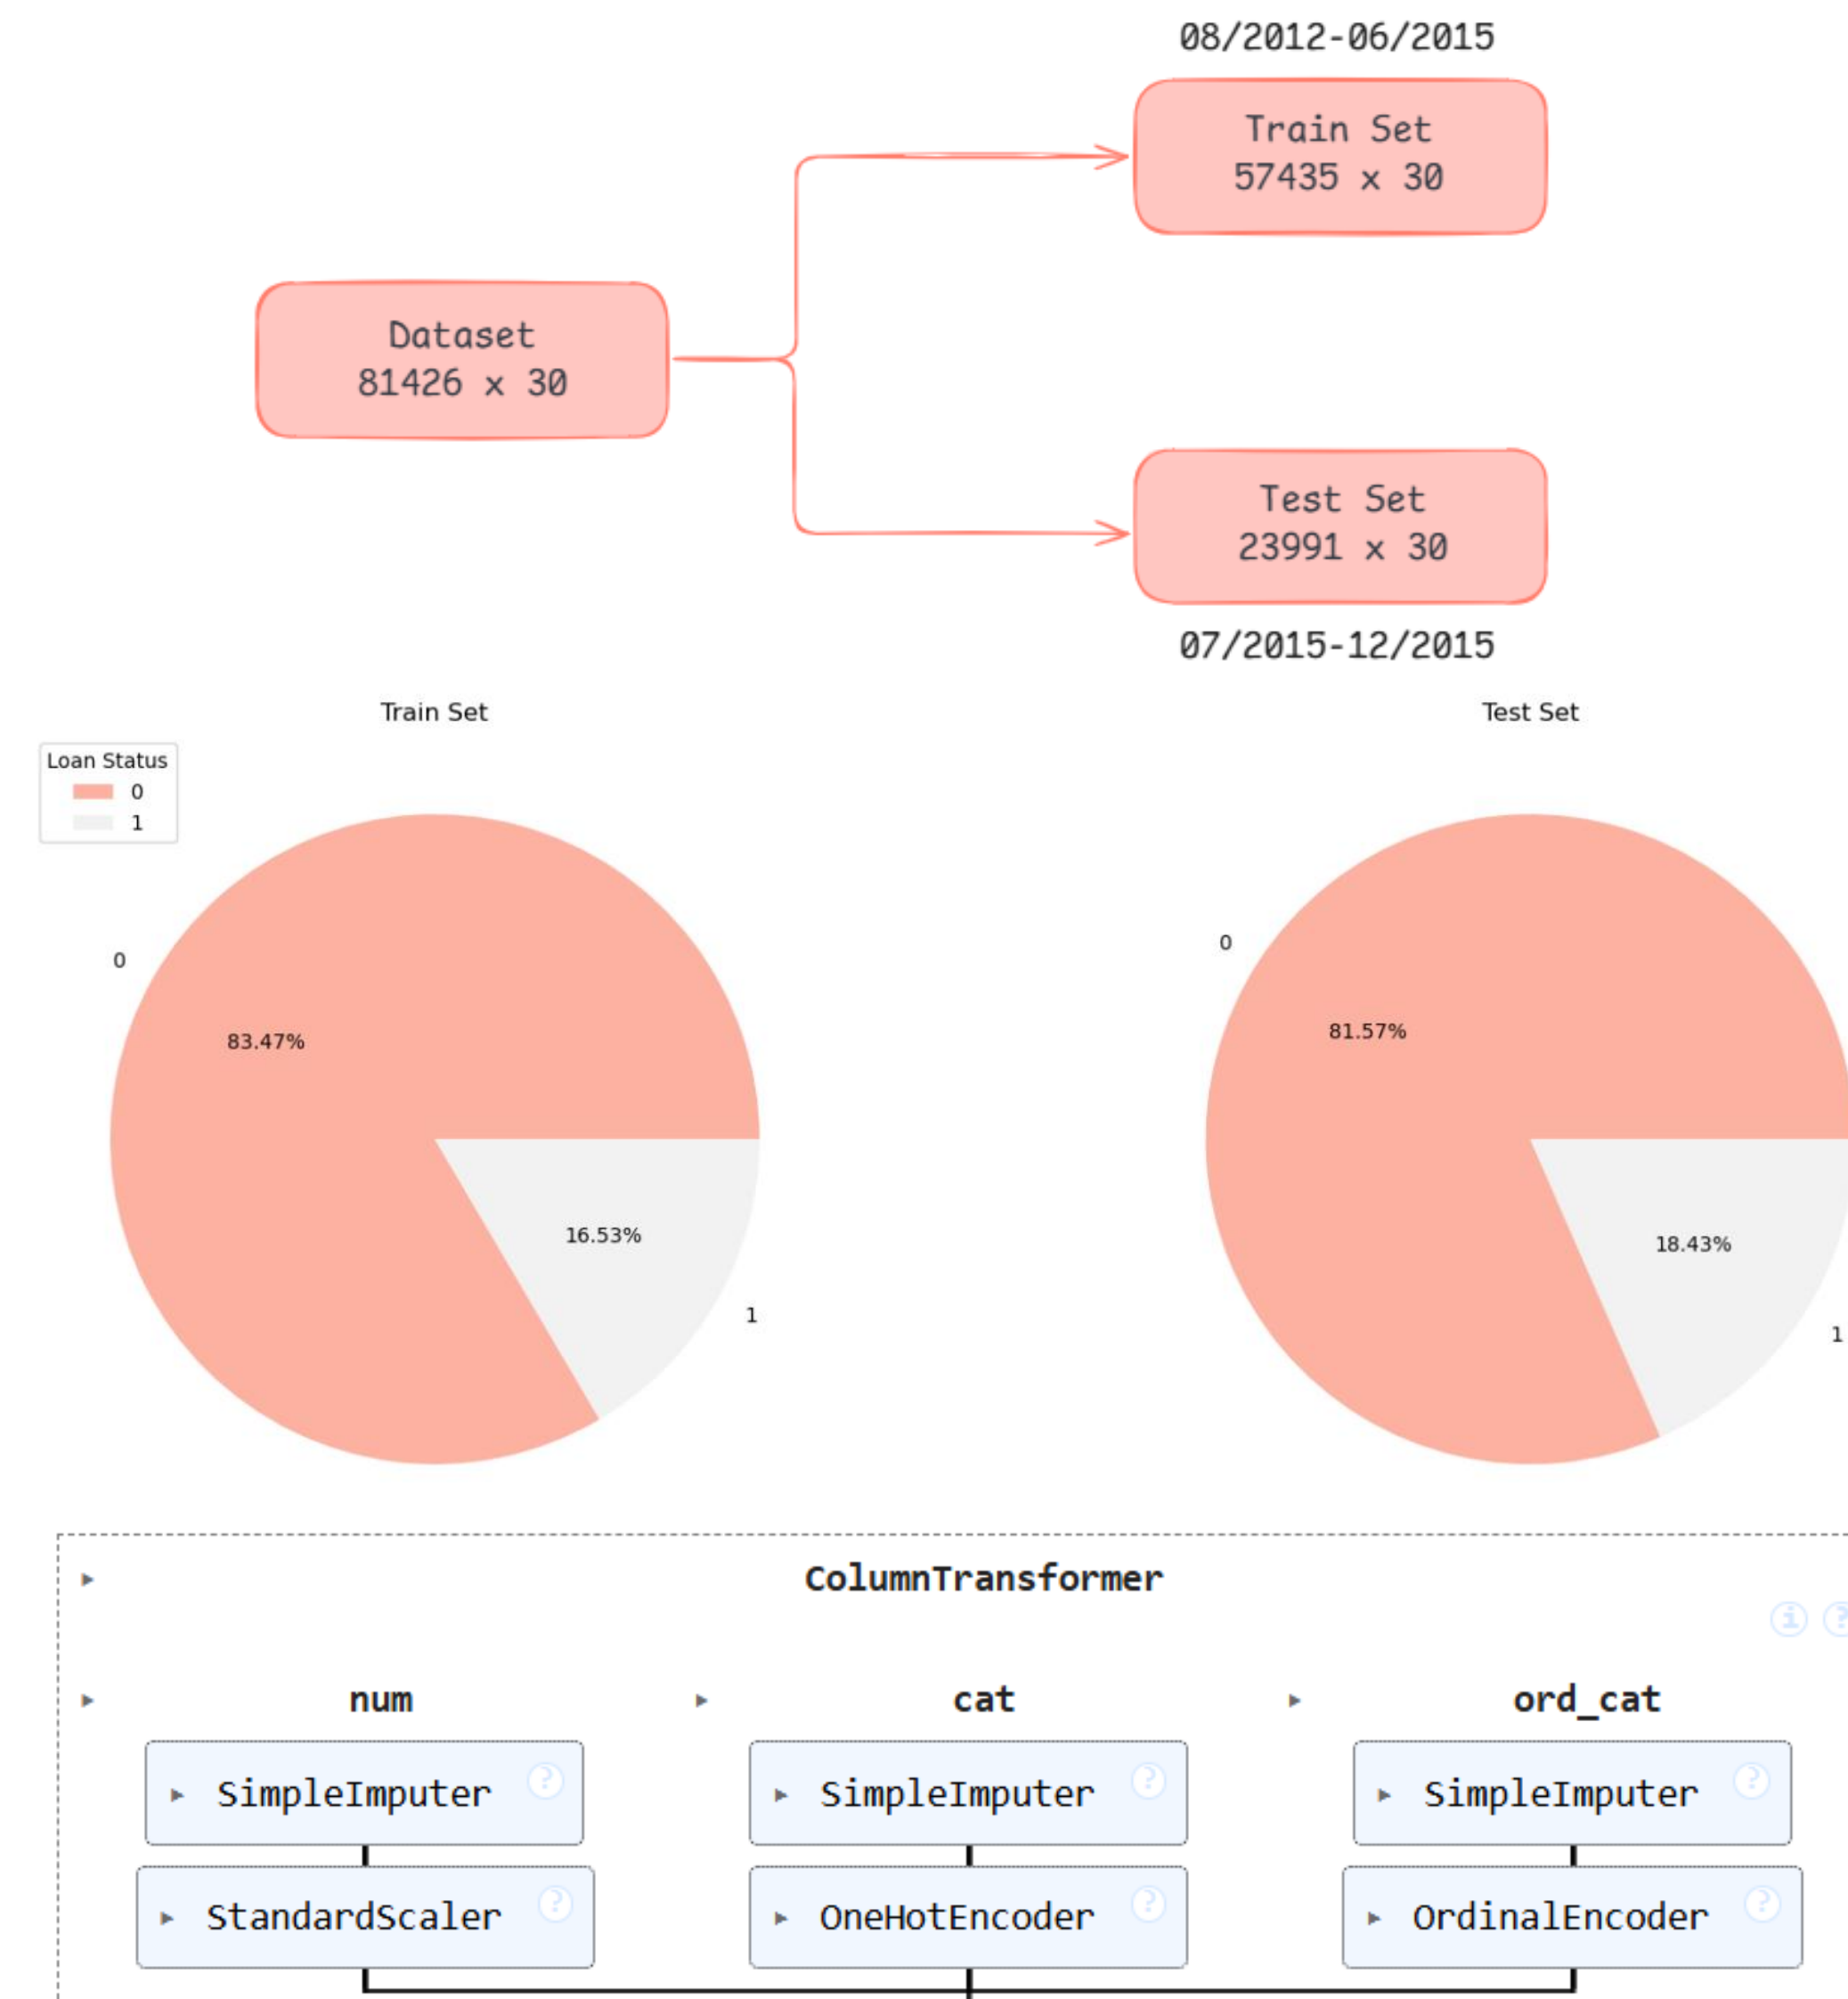 08/2012-06/2015
Train Set
57435 x 30
Dataset
81426 x 30
Test Set
23991 x 30
07/2015-12/2015
Train Set
Test Set
Loan Status
0
1
0
83.47%
16.53%
1
0
81.57%
18.43%
1
ColumnTransformer
i ?
num cat ord_cat
SimpleImputer ? SimpleImputer ? SimpleImputer ?
StandardScaler ? OneHotEncoder ? OrdinalEncoder ?